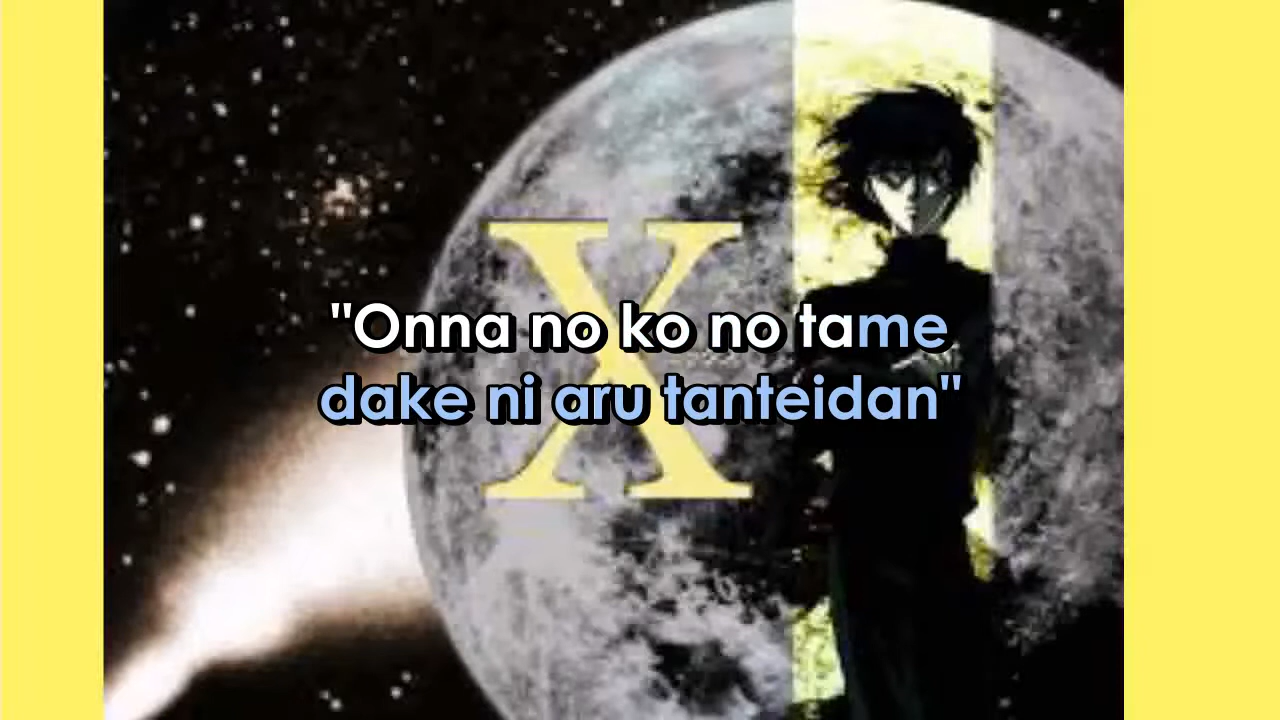 X
"Onna no ko no tame
dake ni aru tanteidan"